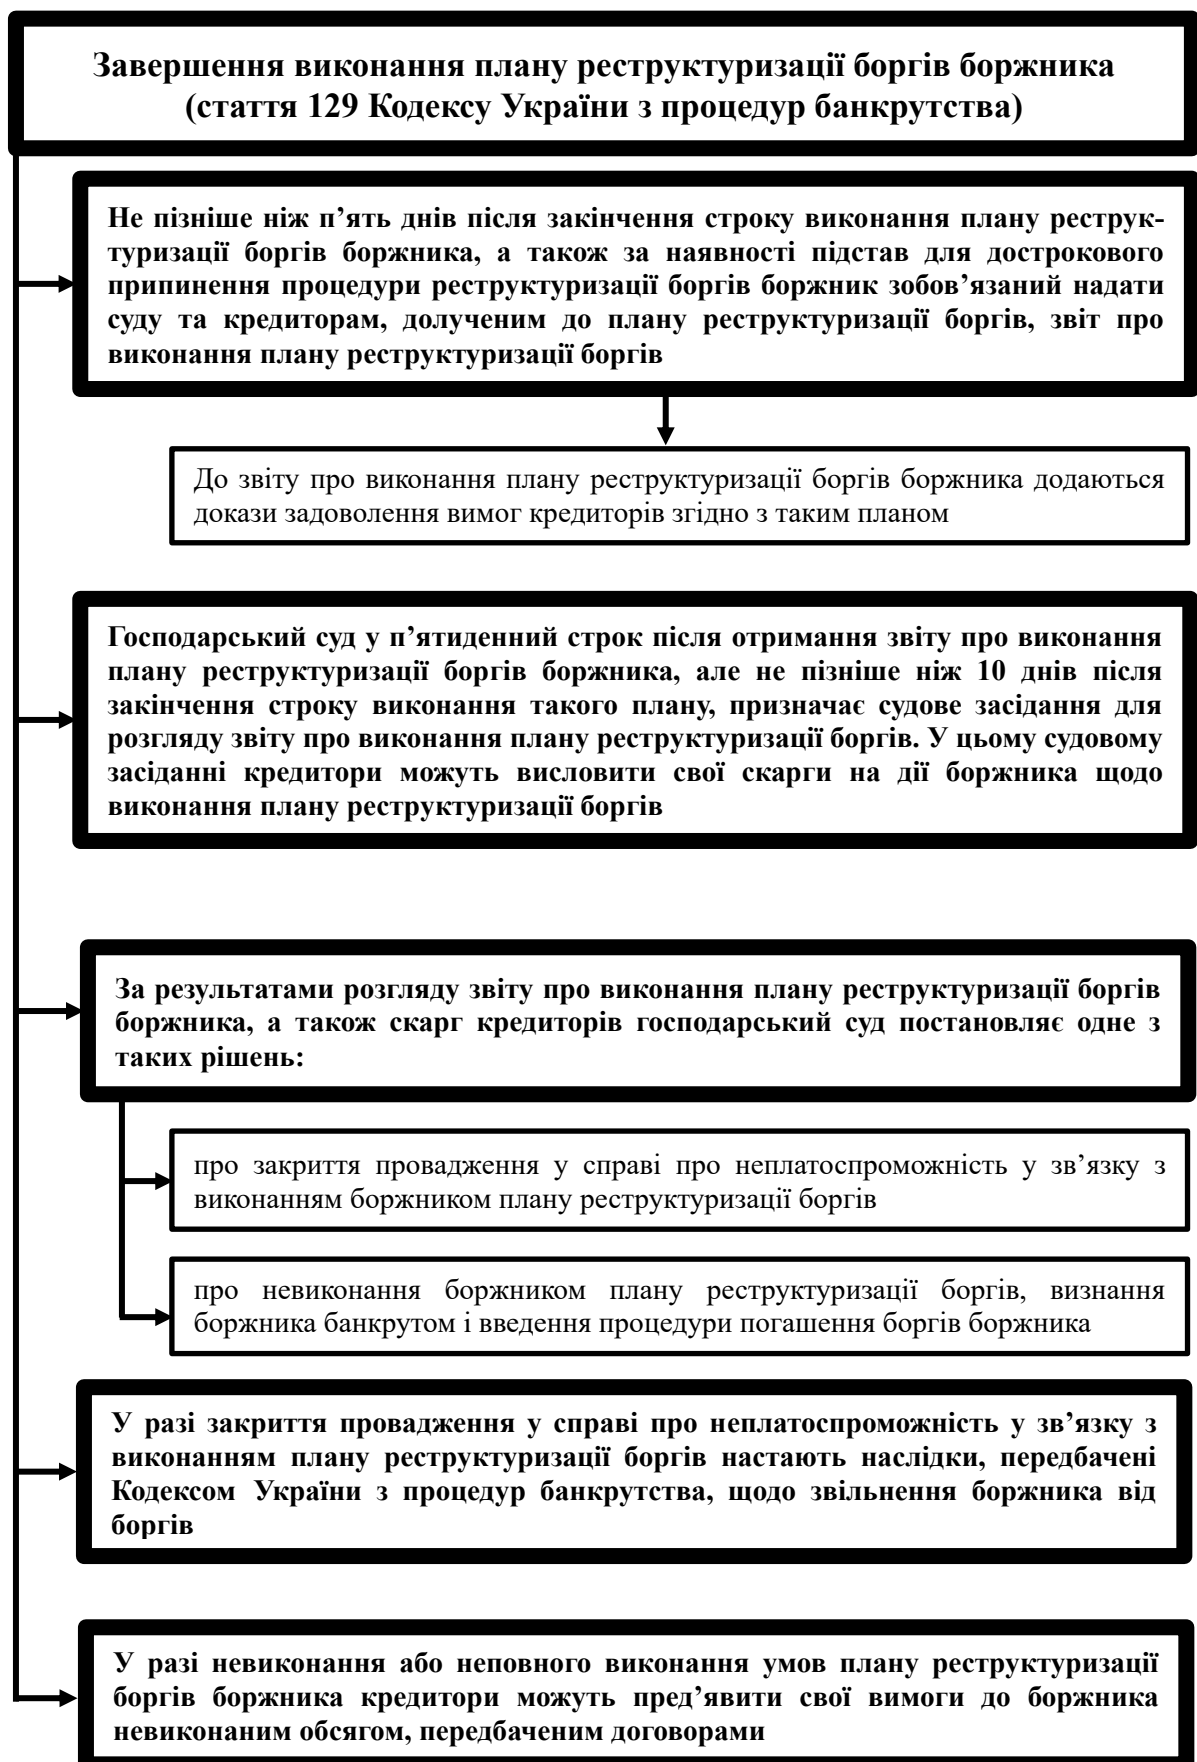 Завершення виконання плану реструктуризації боргів боржника
(стаття 129 Кодексу України з процедур банкрутства)
Не пізніше ніж п’ять днів після закінчення строку виконання плану реструк-
туризації боргів боржника, а також за наявності підстав для дострокового
припинення процедури реструктуризації боргів боржник зобов’язаний надати
суду та кредиторам, долученим до плану реструктуризації боргів, звіт про
виконання плану реструктуризації боргів
До звіту про виконання плану реструктуризації боргів боржника додаються
докази задоволення вимог кредиторів згідно з таким планом
Господарський суд у п’ятиденний строк після отримання звіту про виконання
плану реструктуризації боргів боржника, але не пізніше ніж 10 днів після
закінчення строку виконання такого плану, призначає судове засідання для
розгляду звіту про виконання плану реструктуризації боргів. У цьому судовому
засіданні кредитори можуть висловити свої скарги на дії боржника щодо
виконання плану реструктуризації боргів
За результатами розгляду звіту про виконання плану реструктуризації боргів
боржника, а також скарг кредиторів господарський суд постановляє одне з
таких рішень:
про закриття провадження у справі про неплатоспроможність у зв’язку з
виконанням боржником плану реструктуризації боргів
про невиконання боржником плану реструктуризації боргів, визнання
боржника банкрутом і введення процедури погашення боргів боржника
У разі закриття провадження у справі про неплатоспроможність у зв’язку з
виконанням плану реструктуризації боргів настають наслідки, передбачені
Кодексом України з процедур банкрутства, щодо звільнення боржника від
боргів
У разі невиконання або неповного виконання умов плану реструктуризації
боргів боржника кредитори можуть пред’явити свої вимоги до боржника
невиконаним обсягом, передбаченим договорами